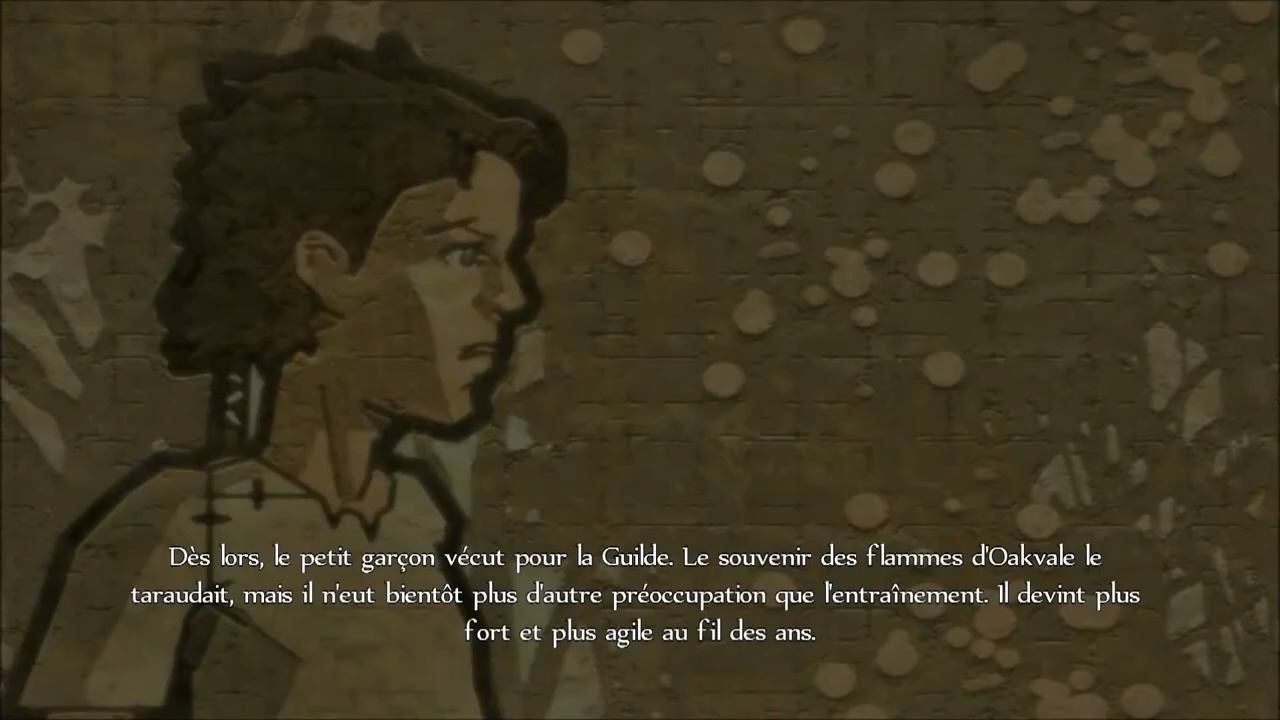 Dès lors, le petit garçon vécut pour la Guilde. Le souvenir des flammes d'Oakvale le
taraudait, mais il n'eut bientôt plus d'autre préoccupation que l'entraînement. Il devint plus
fort et plus agile au fil des ans.